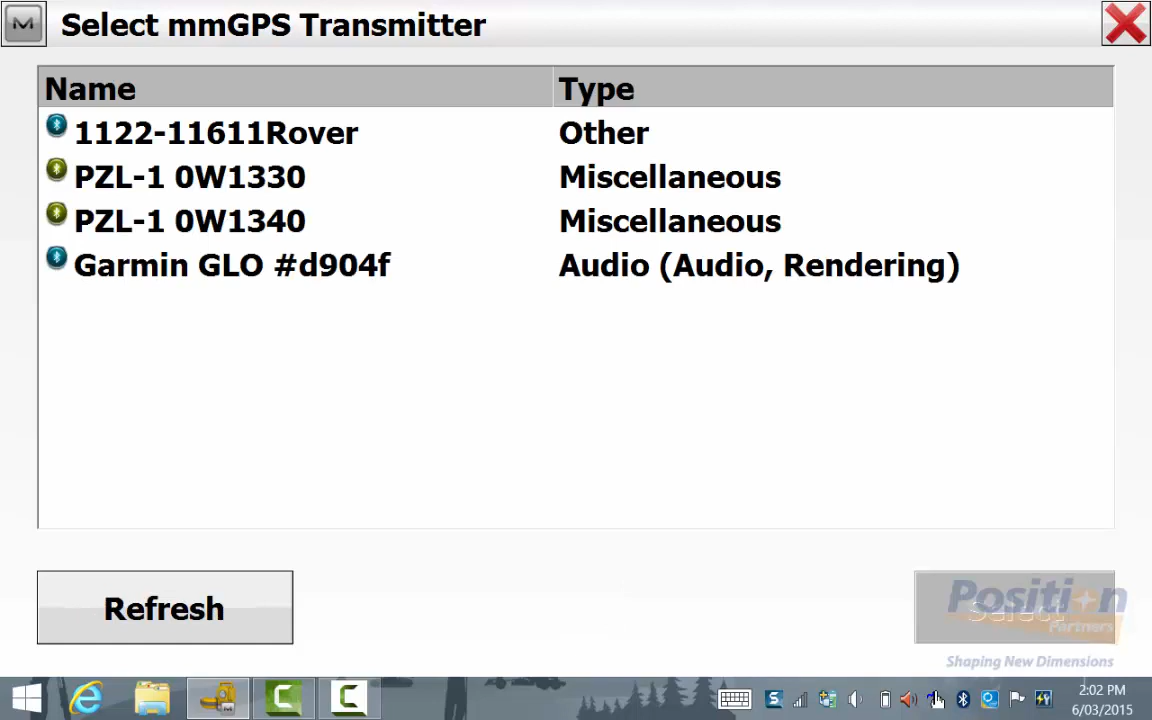 Select mmGPS Transmitter
Name Type
1122-11611Rover Other
PZL-1 0W1330 Miscellaneous
PZL-1 0W1340 Miscellaneous
Garmin GLO #d904f Audio (Audio, Rendering)
Refresh Select
Position
Partners
Shaping New Dimensions
2:02 PM
6/03/2015